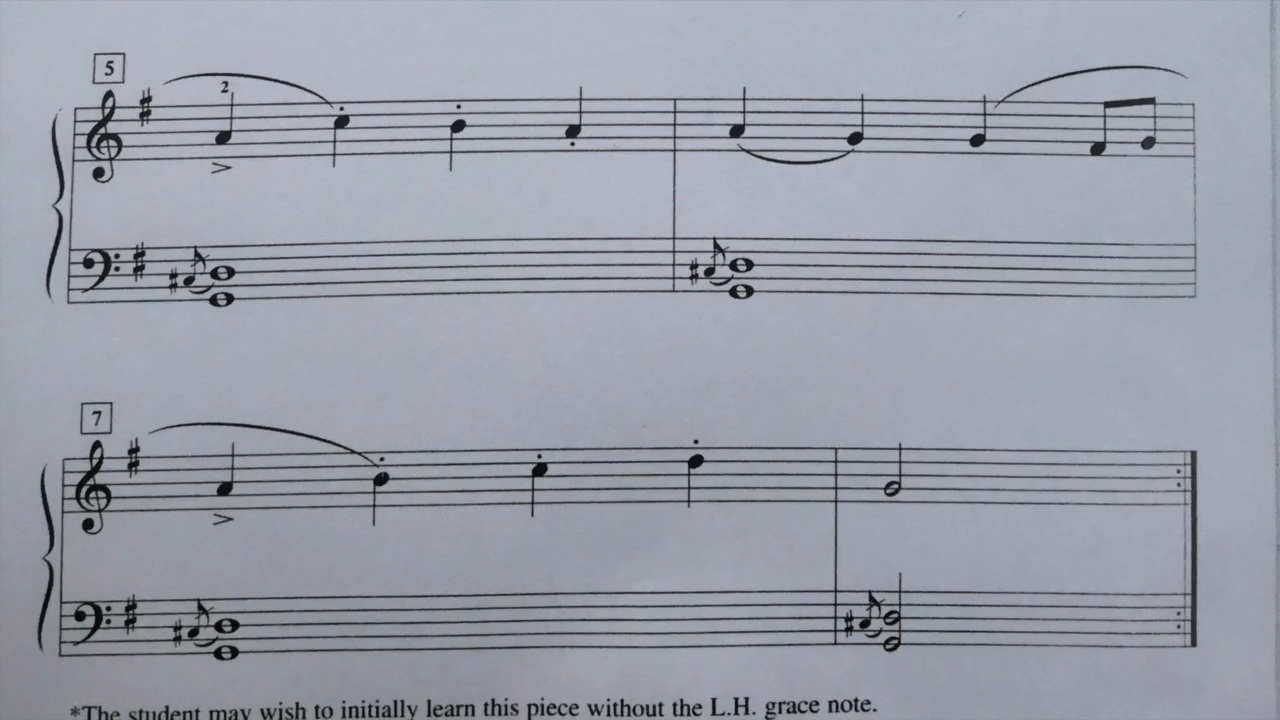 5
2
7
*The student may wish to initially learn this piece without the L.H. grace note.